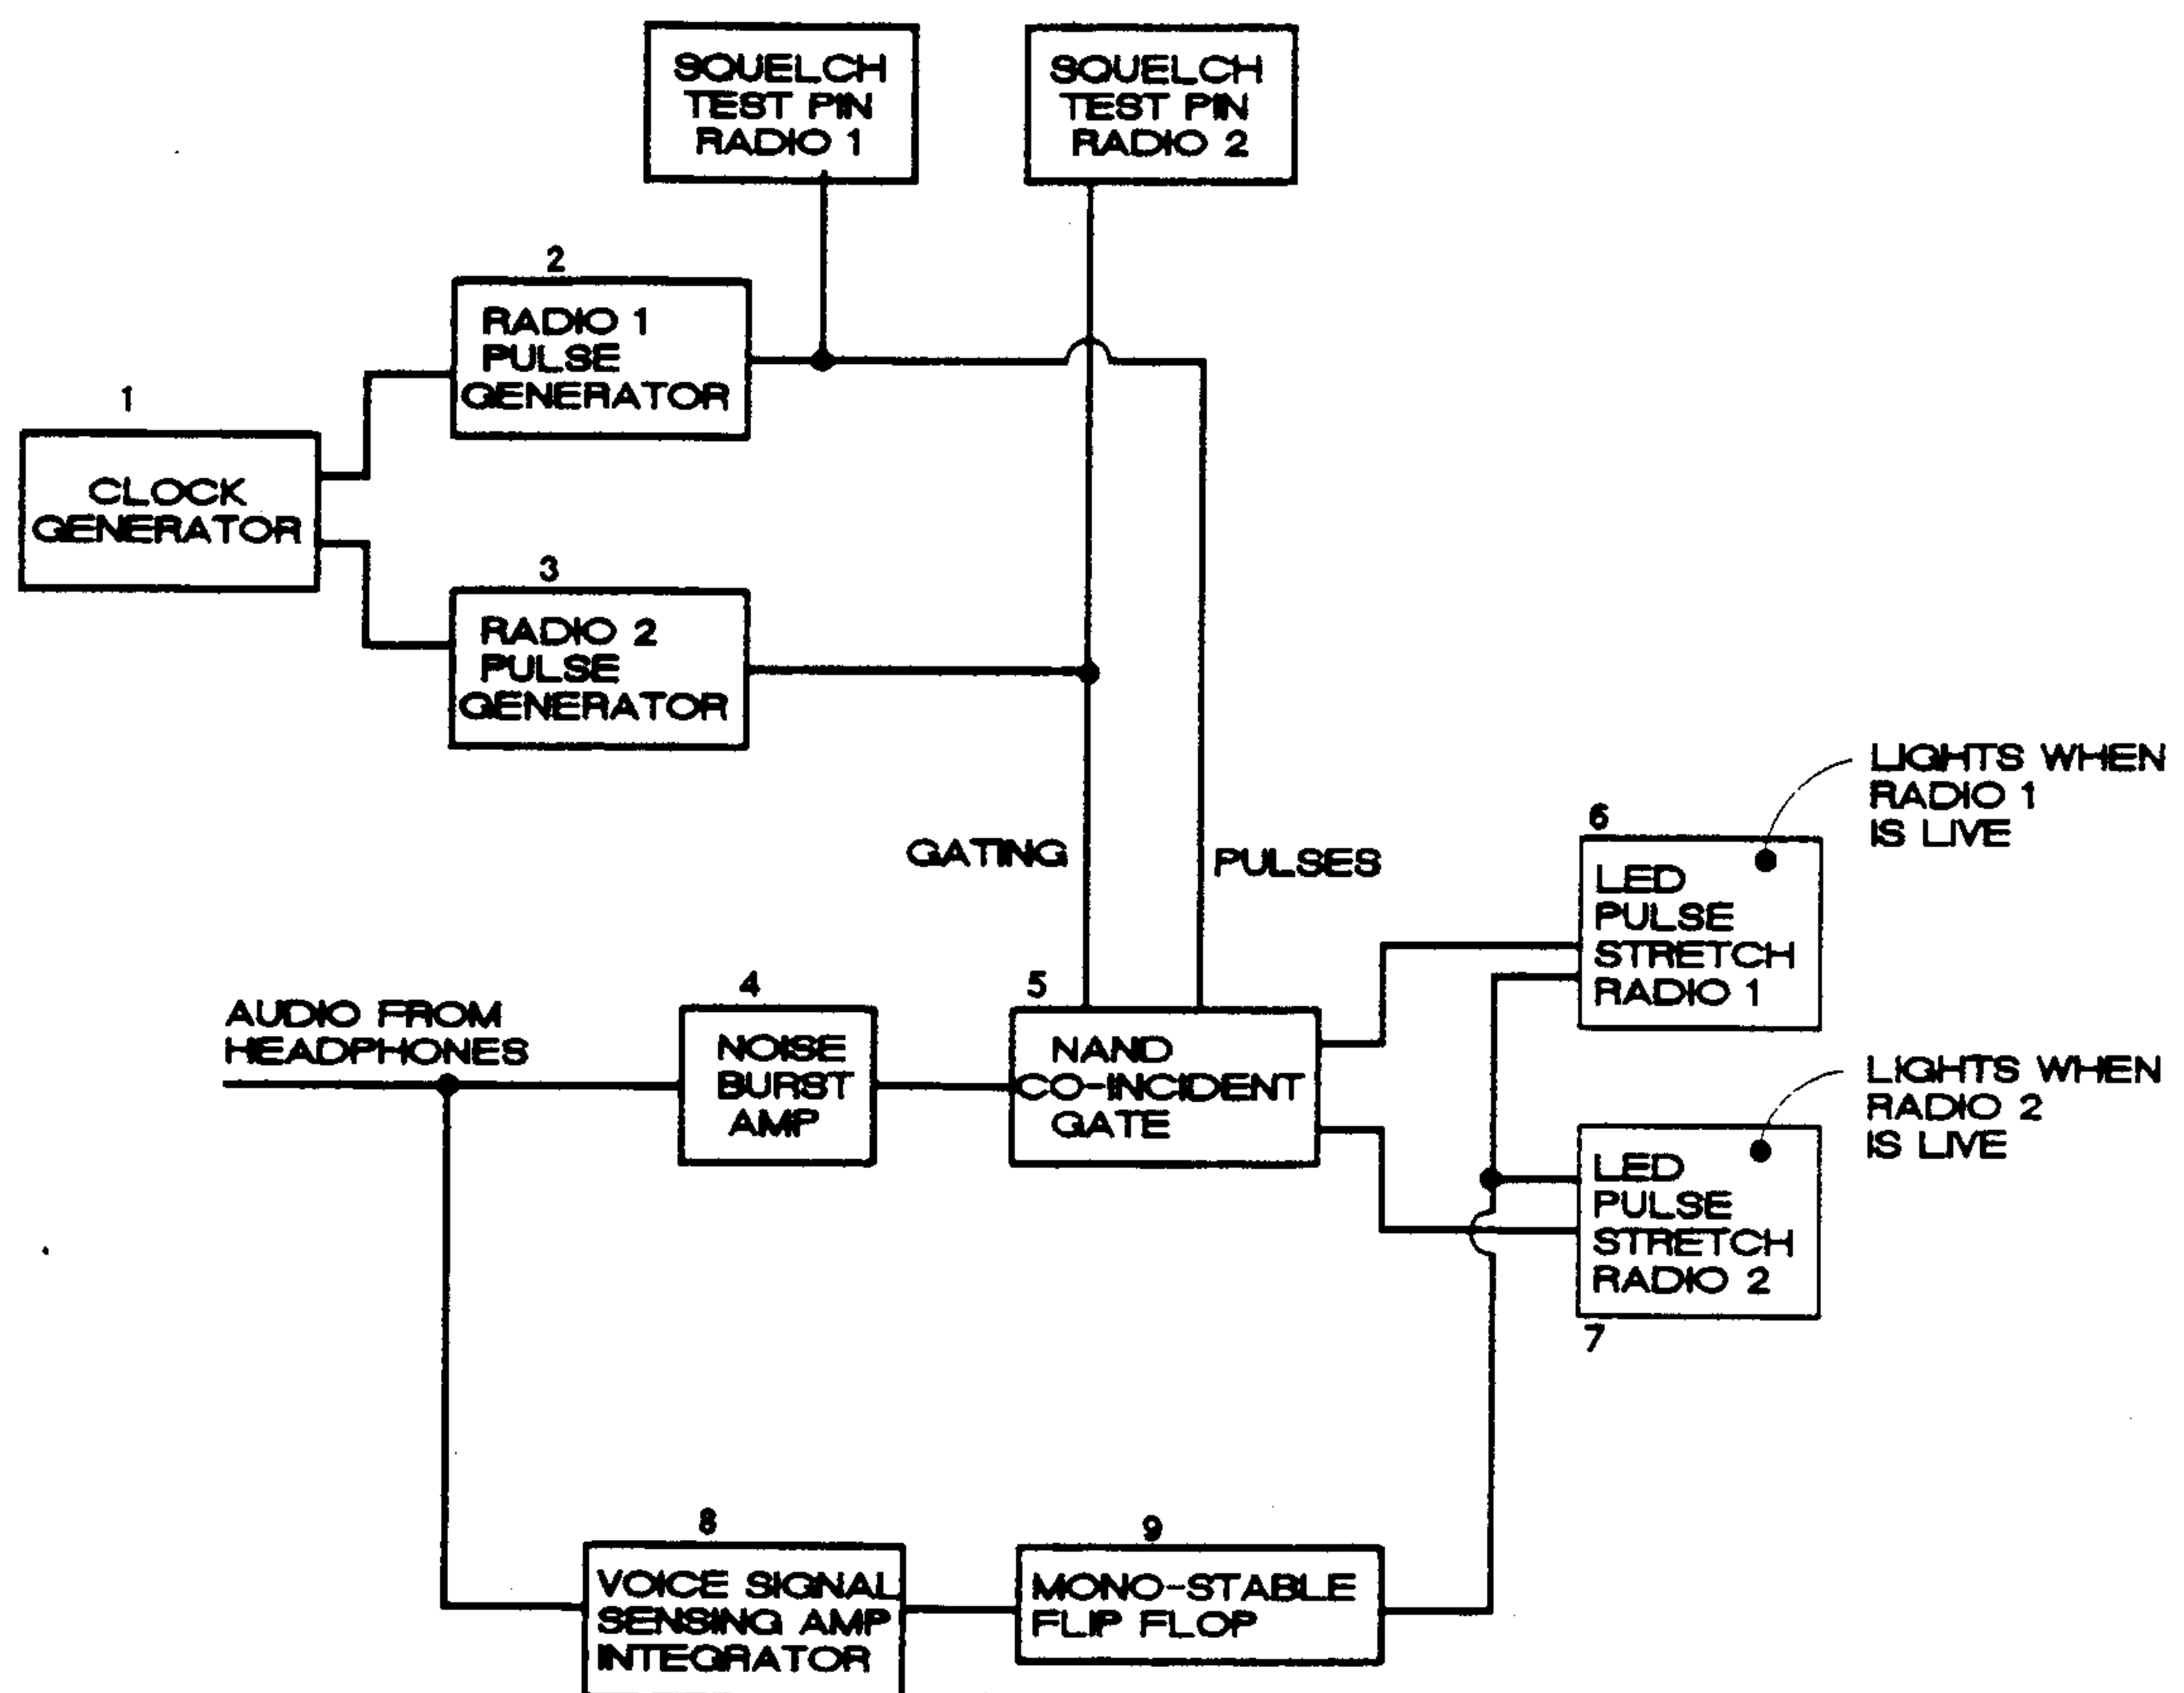 SQUELCH
TEST PIN
RADIO 1
SQUELCH
TEST PIN
RADIO 2
2
RADIO 1
PULSE
GENERATOR
1
CLOCK
GENERATOR
3
RADIO 2
PULSE
GENERATOR
GATING
PULSES
LIGHTS WHEN
RADIO 1
IS LIVE
6
LED
PULSE
STRETCH
RADIO 1
AUDIO FROM
HEADPHONES
4
NOISE
BURST
AMP
5
NAND
CO-INCIDENT
GATE
LIGHTS WHEN
RADIO 2
IS LIVE
LED
PULSE
STRETCH
RADIO 2
7
8
VOICE SIGNAL
SENSING AMP
INTEGRATOR
9
MONO-STABLE
FLIP FLOP